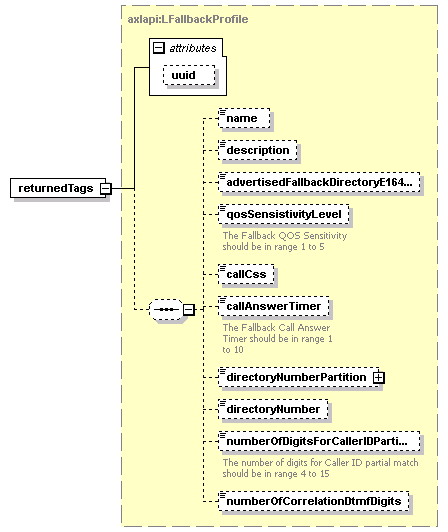 axlapi:LFallbackProfile
attributes
uuid
name
description
advertisedFallbackDirectoryE164...
returnedTags
qosSensistivityLevel
The Fallback QOS Sensitivity
should be in range 1 to 5
callCss
callAnswerTimer
The Fallback Call Answer
Timer should be in range 1
to 10
directoryNumberPartition
directoryNumber
numberOfDigitsForCallerIDParti...
The number of digits for Caller ID partial match
should be in range 4 to 15
numberOfCorrelationDtmfDigits